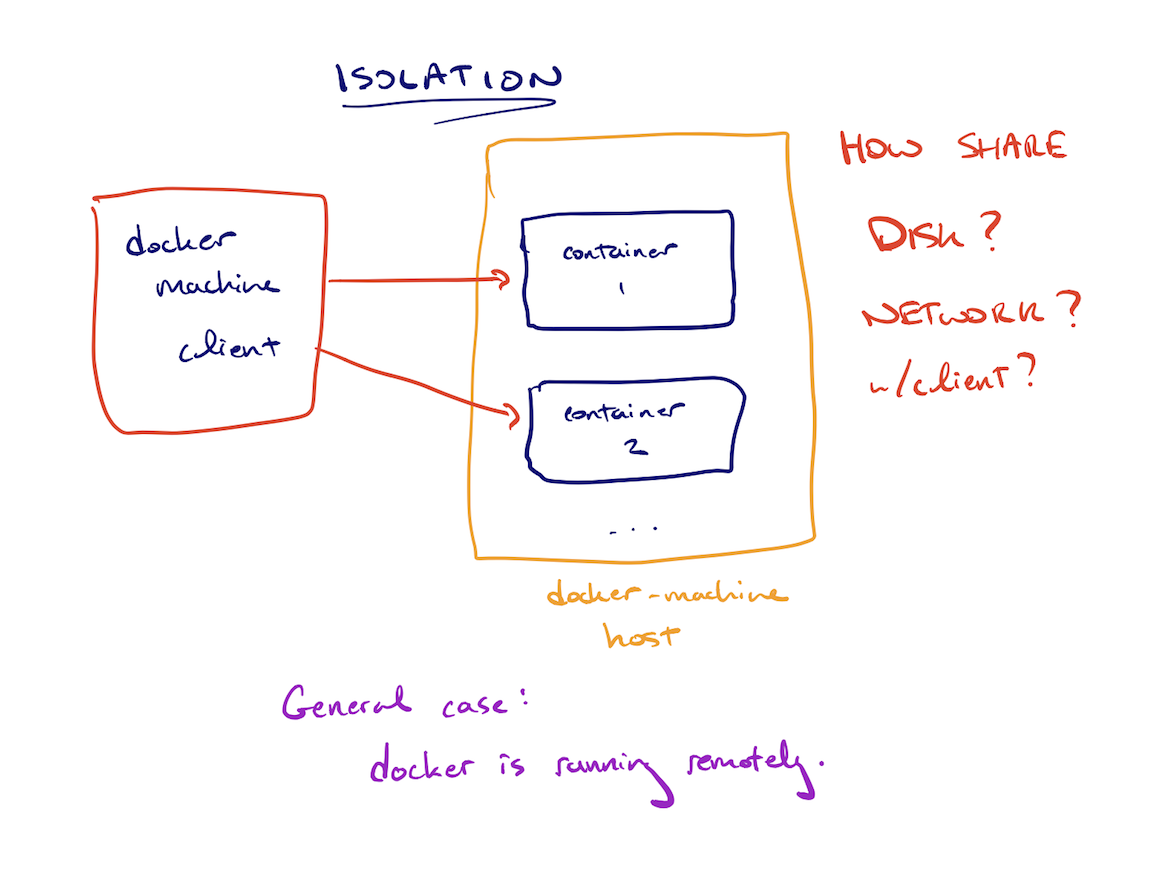 ISOLATION
docker
machine
client
container
1
container
2
...
docker-machine
host
HOW SHARE
DISK?
NETWORK?
w/client?
General case:
docker is running remotely.